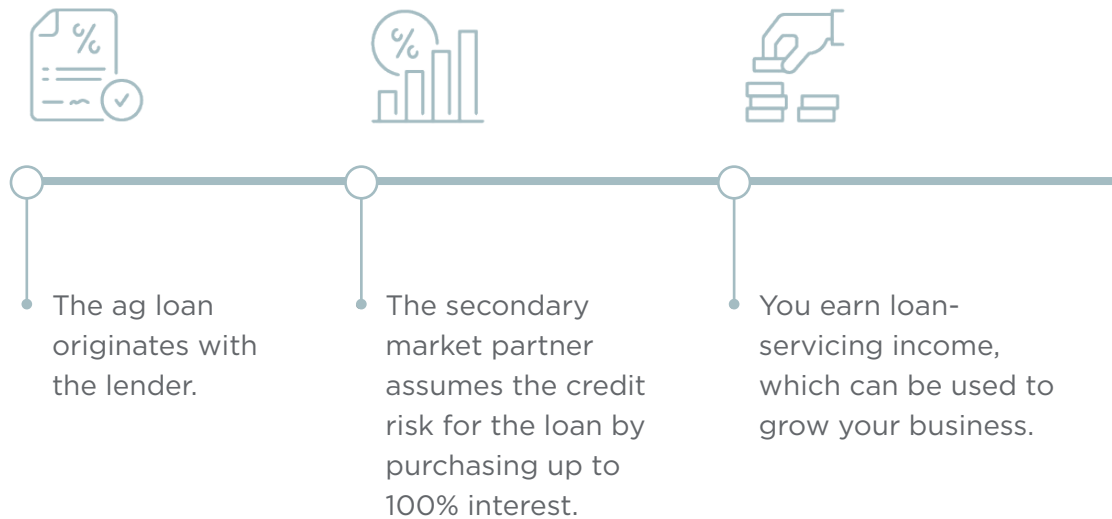 %
%
The ag loan
originates with
the lender.
The secondary
market partner
assumes the credit
risk for the loan by
purchasing up to
100% interest.
You earn loan-
servicing income,
which can be used to
grow your business.